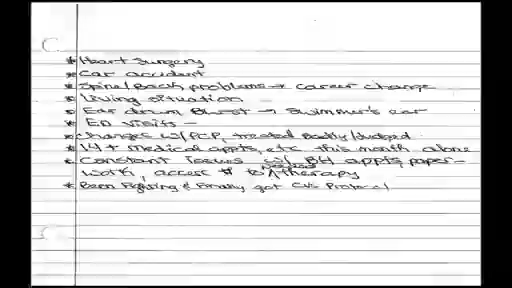 * Heart Surgery
* Car accident
* Spine/Back problems → career change
* Living situation
* Ear drum Burst → Swimmer's ear
* ED visits -
* Changes w/ PCP, treated Badly/Judged
* 14+ medical appts, etc this month alone
* Constant Issues w/ BH appts, paper-
work, access to therapy
* Been Fighting & Finally got CVS Protocol